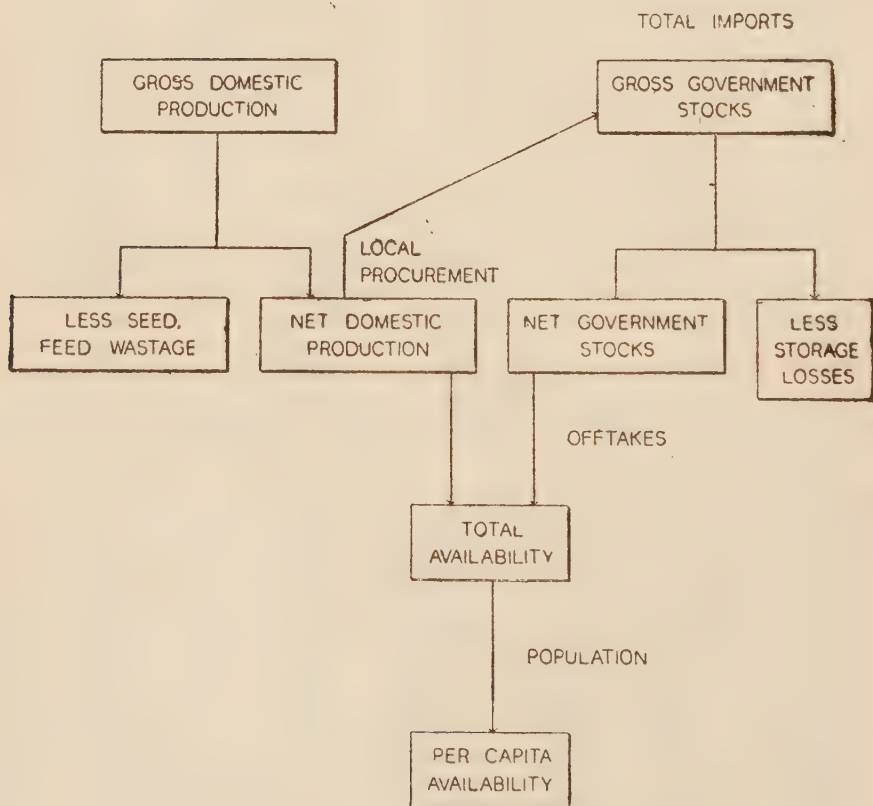 TOTAL IMPORTS
GROSS DOMESTIC
PRODUCTION
GROSS GOVERNMENT
STOCKS
LOCAL
PROCUREMENT
LESS SEED,
FEED WASTAGE
NET DOMESTIC
PRODUCTION
NET GOVERNMENT
STOCKS
LESS
STORAGE
LOSSES
OFFTAKES
TOTAL
AVAILABILITY
POPULATION
PER CAPITA
AVAILABILITY